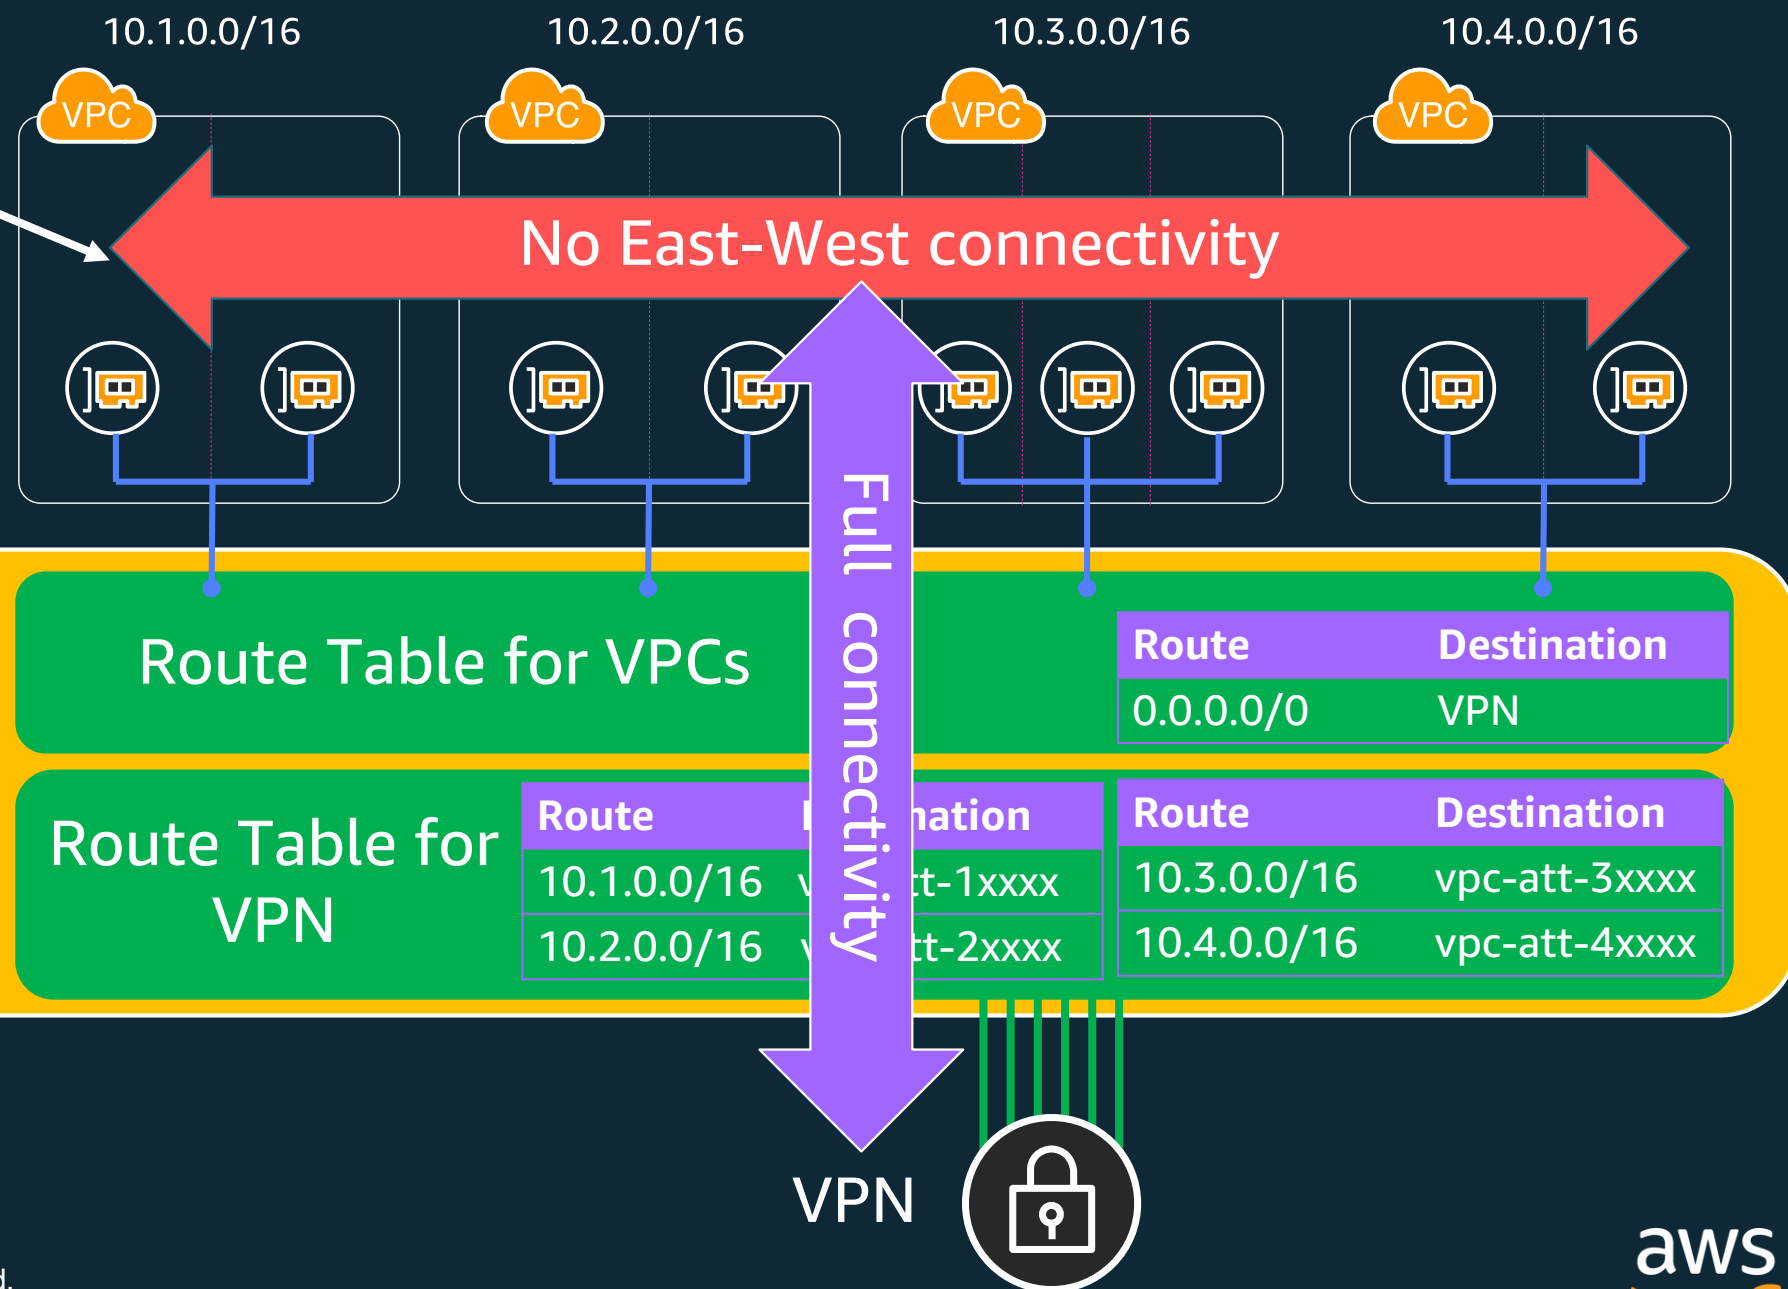 10.1.0.0/16
10.2.0.0/16
10.3.0.0/16
10.4.0.0/16
VPC
VPC
VPC
VPC
No East-West connectivity
Full connectivity
Route Table for VPCs
Route Destination
0.0.0.0/0 VPN
Route Table for
VPN
Route
10.1.0.0/16
10.2.0.0/16
Route Destination
10.3.0.0/16 vpc-att-3xxxx
10.4.0.0/16 vpc-att-4xxxx
VPN
aws